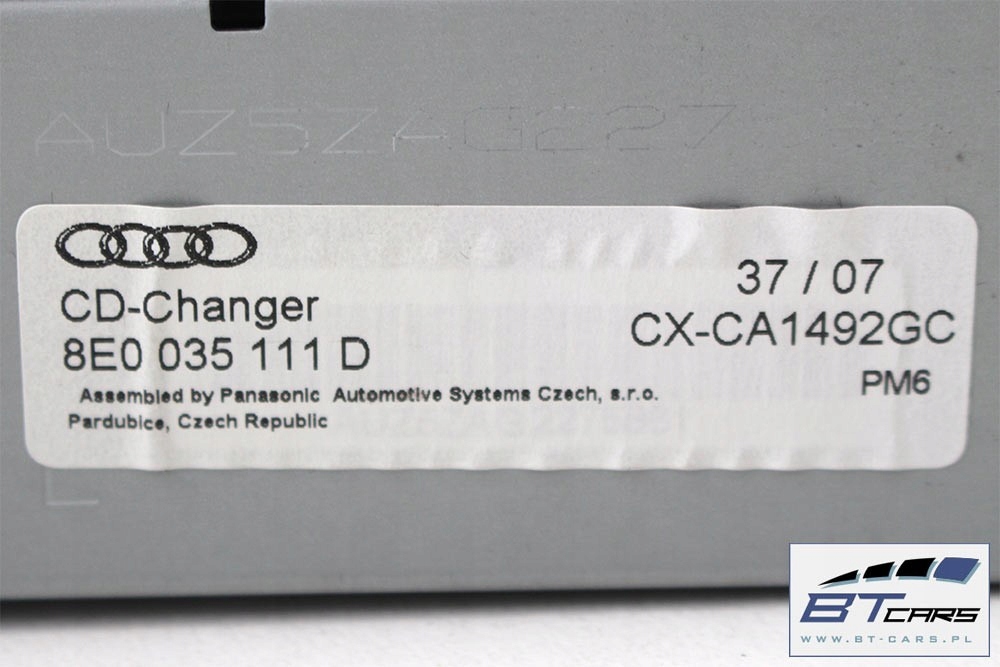 AUZ5Z4G227
CD-Changer
8E0 035 111 D
Assembled by Panasonic Automotive Systems Czech, s.r.o.
Pardubice, Czech Republic
37 / 07
CX-CA1492GC
PM6
BT CARS
WWW.BT-CARS.PL